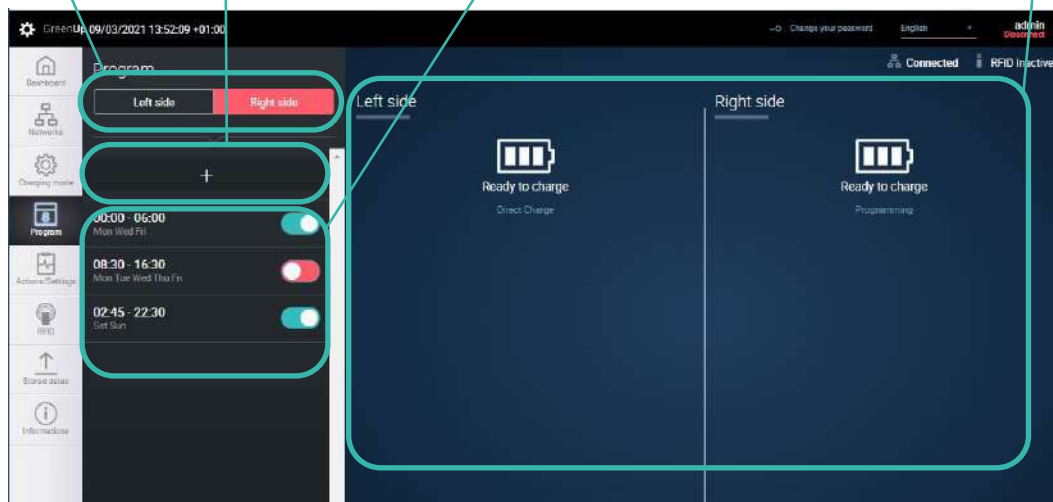 GreenUp 09/03/2021 13:52:09 +01:00
Change your password
English
admin
Disconnect
Connected
RFID Inactive
Dashboard
Networks
Charging mode
Program
Actions/Settings
RFID
Stored datas
Informations
Program
Left side
Right side
+
00:00 - 06:00
Mon Wed Fri
08:30 - 16:30
Mon Tue Wed Thu Fri
02:45 - 22:30
Sat Sun
Left side
Ready to charge
Direct Charge
Right side
Ready to charge
Programming